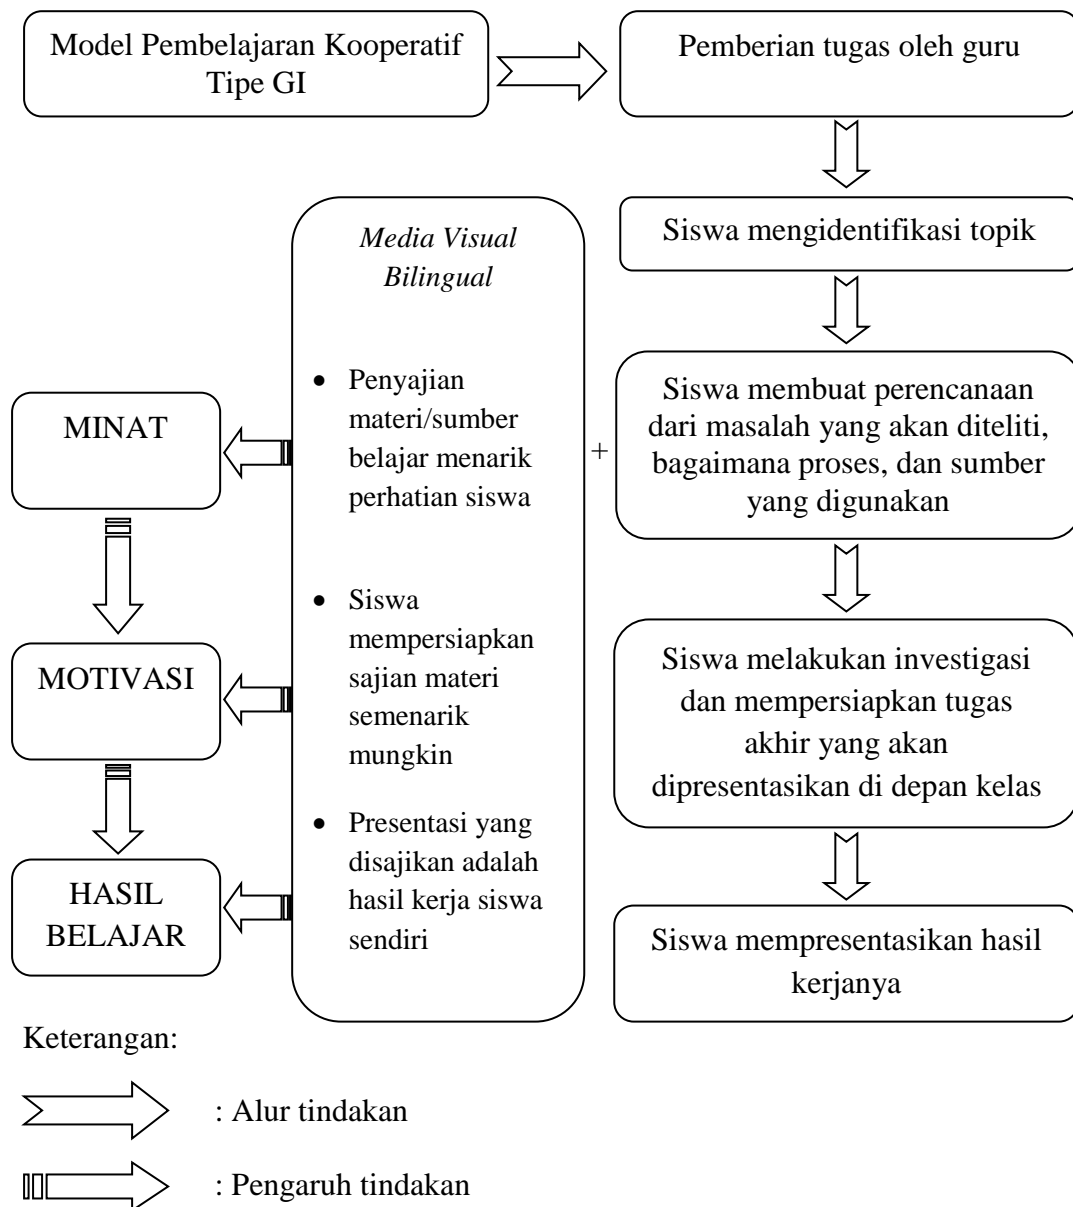 Model Pembelajaran Kooperatif
Tipe GI
Pemberian tugas oleh guru
Siswa mengidentifikasi topik
Siswa membuat perencanaan
dari masalah yang akan diteliti,
bagaimana proses, dan sumber
yang digunakan
Siswa melakukan investigasi
dan mempersiapkan tugas
akhir yang akan
dipresentasikan di depan kelas
Siswa mempresentasikan hasil
kerjanya
+
Media Visual
Bilingual
• Penyajian
materi/sumber
belajar menarik
perhatian siswa
• Siswa
mempersiapkan
sajian materi
semenarik
mungkin
• Presentasi yang
disajikan adalah
hasil kerja siswa
sendiri
MINAT
MOTIVASI
HASIL
BELAJAR
Keterangan:
: Alur tindakan
: Pengaruh tindakan